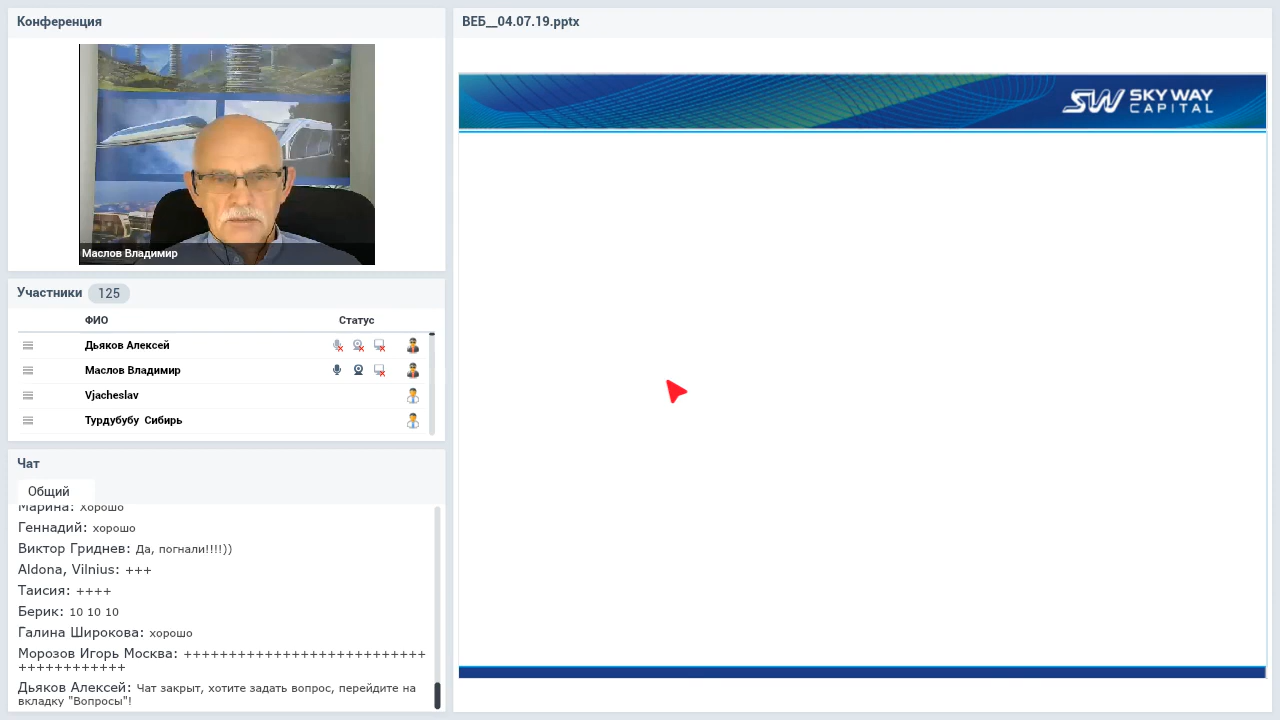 Конференция
Маслов Владимир
Участники 125
ФИО Статус
Дьяков Алексей
Маслов Владимир
Vjacheslav
Турдубубу Сибирь
Чат
Общий
Марина: Хорошо
Геннадий: хорошо
Виктор Гриднев: Да, погнали!!!!))
Aldona, Vilnius: +++
Таисия: ++++
Берик: 10 10 10
Галина Широкова: хорошо
Морозов Игорь Москва: +++++++++++++++++++++++++++
++++++++++++
Дьяков Алексей: Чат закрыт, хотите задать вопрос, перейдите на
вкладку "Вопросы"!
ВЕБ__04.07.19.pptx
SW SKY WAY
CAPITAL